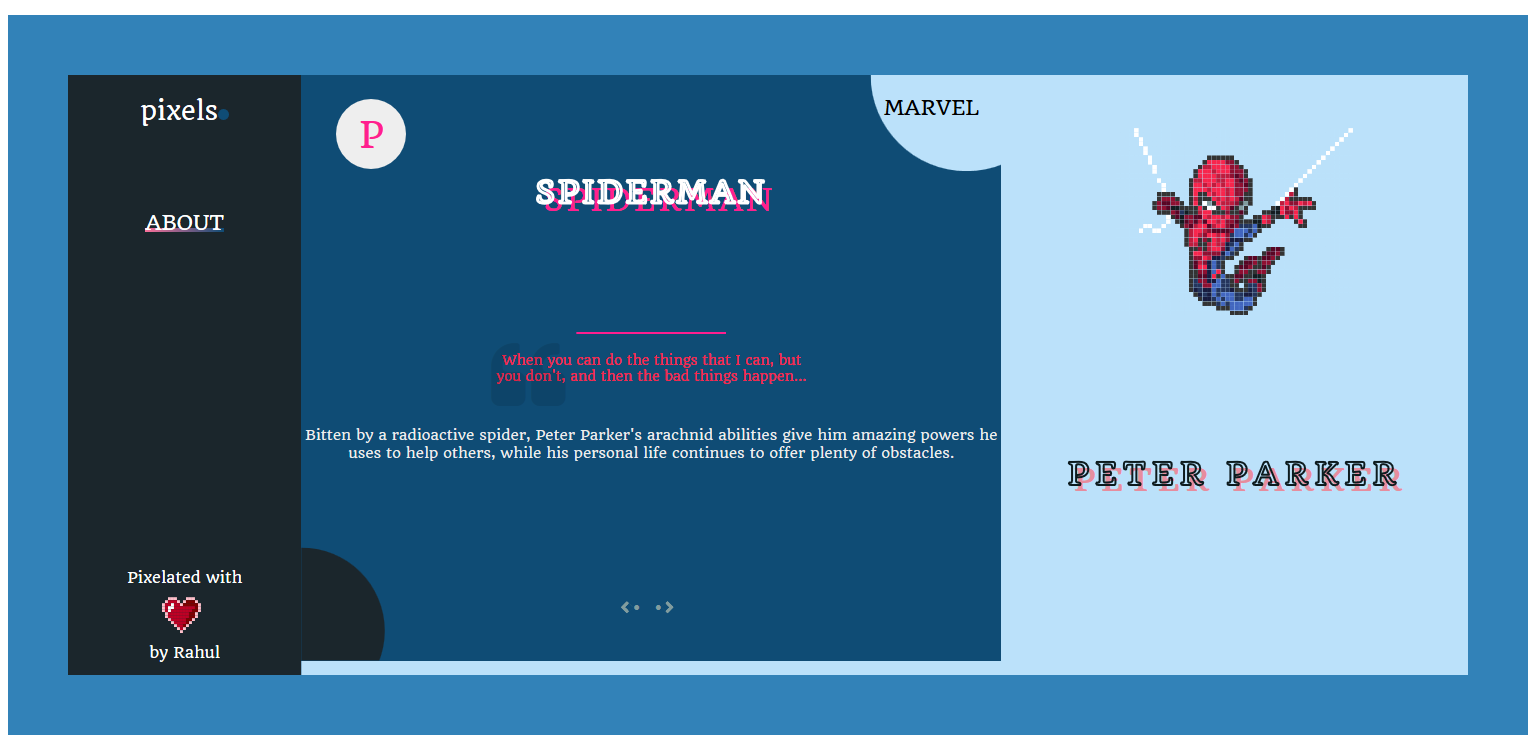 pixels
ABOUT
Pixelated with
by Rahul
P
MARVEL
SPIDERMAN
When you can do the things that I can, but
you don't, and then the bad things happen...
Bitten by a radioactive spider, Peter Parker's arachnid abilities give him amazing powers he
uses to help others, while his personal life continues to offer plenty of obstacles.
PETER PARKER